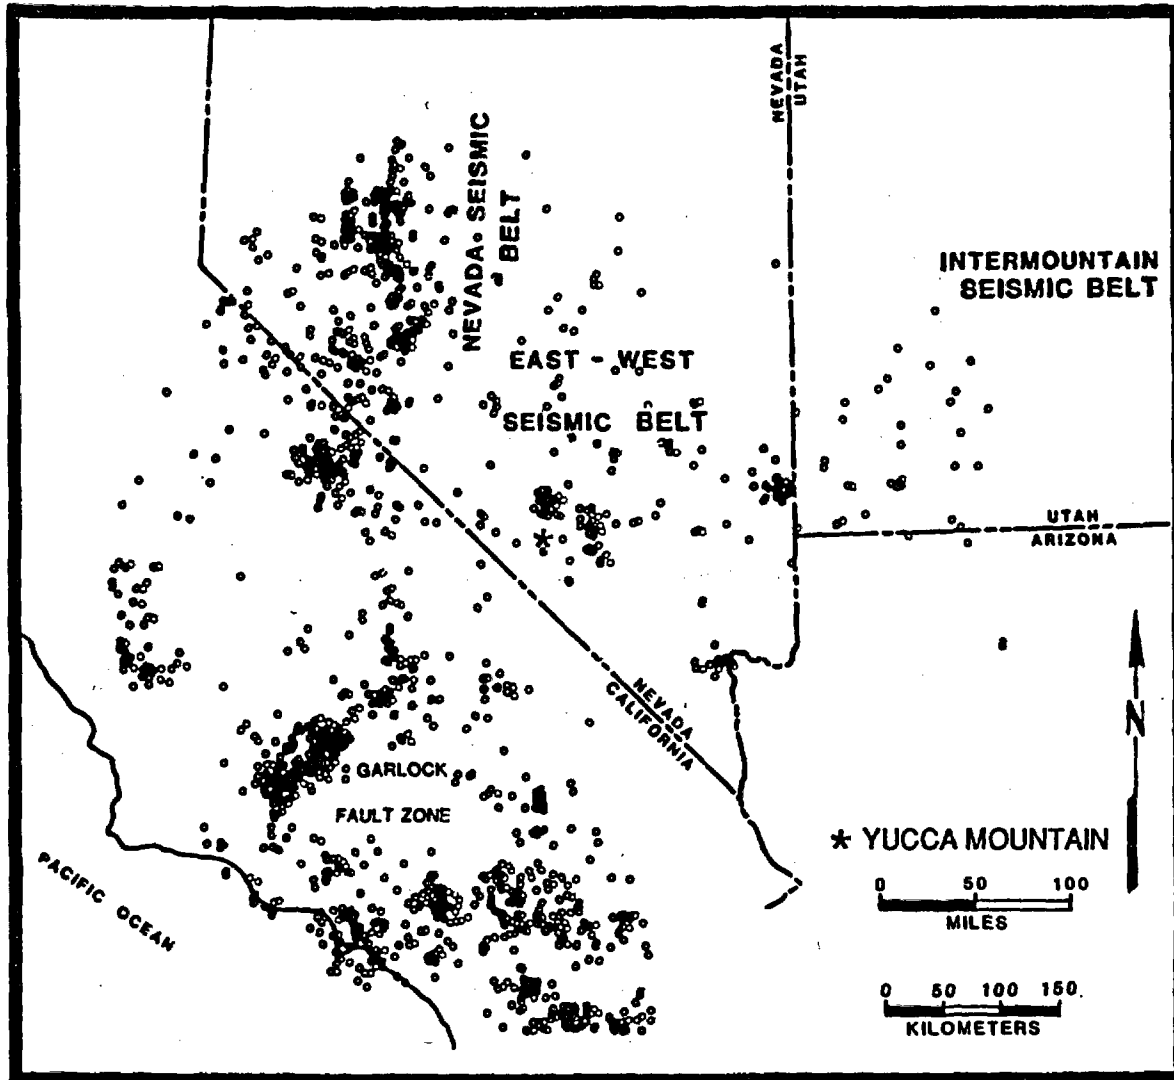 NEVADA
UTAH
NEVADA SEISMIC
BELT
INTERMOUNTAIN
SEISMIC BELT
EAST - WEST
SEISMIC BELT
UTAH
ARIZONA
NEVADA
CALIFORNIA
N
GARLOCK
FAULT ZONE
* YUCCA MOUNTAIN
PACIFIC OCEAN
0 50 100
MILES
0 50 100 150
KILOMETERS